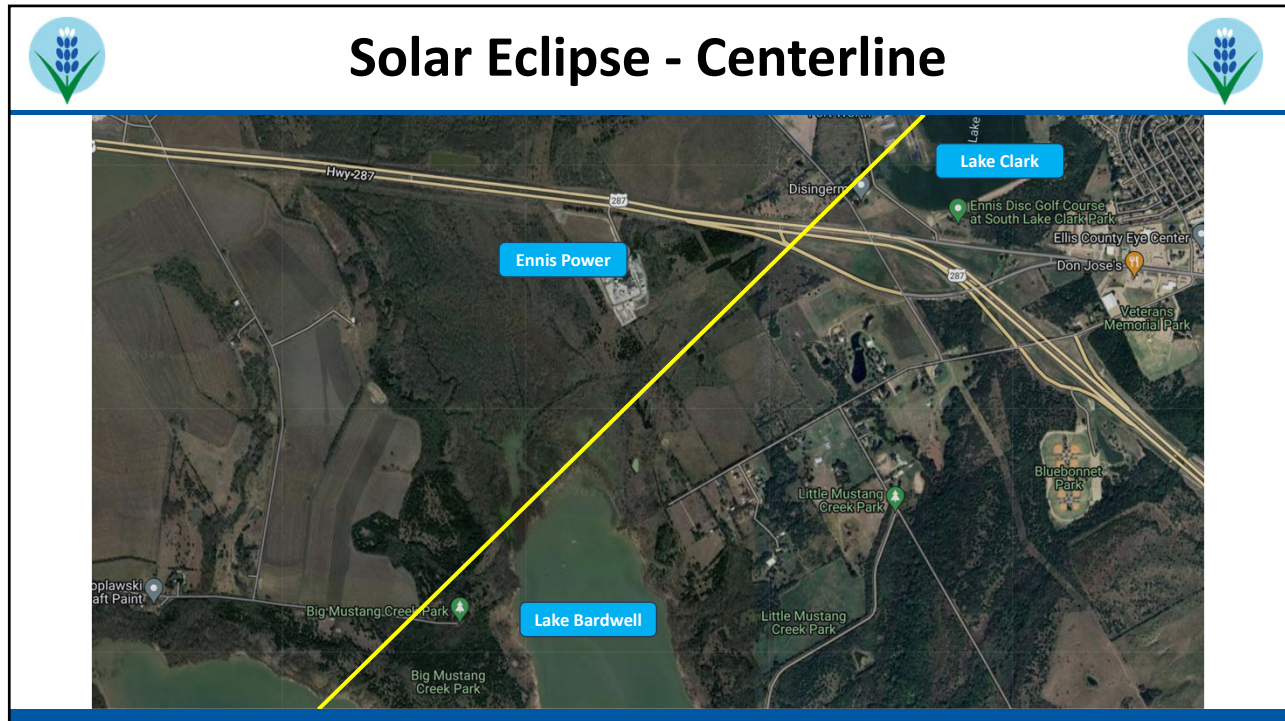 Solar Eclipse - Centerline
Lake
Lake Clark
Hwy 287
Disingerm
287
Ennis Disc Golf Course
at South Lake Clark Park
Ellis County Eye Center
Ennis Power
Don Jose's
287
Veterans
Memorial Park
Bluebonnet
Park
Little Mustang
Creek Park
oplawski
aft Paint
Big Mustang Creek Park
Lake Bardwell
Little Mustang
Creek Park
Big Mustang
Creek Park